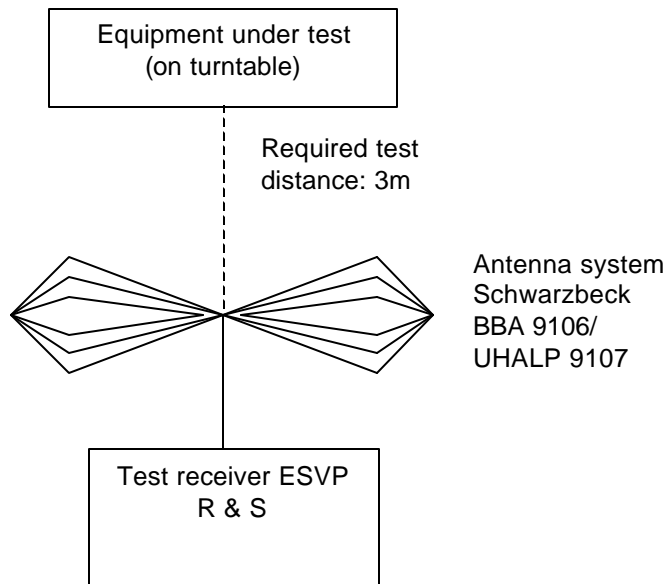 Equipment under test
(on turntable)
Required test
distance: 3m
Antenna system
Schwarzbeck
BBA 9106/
UHALP 9107
Test receiver ESVP
R & S